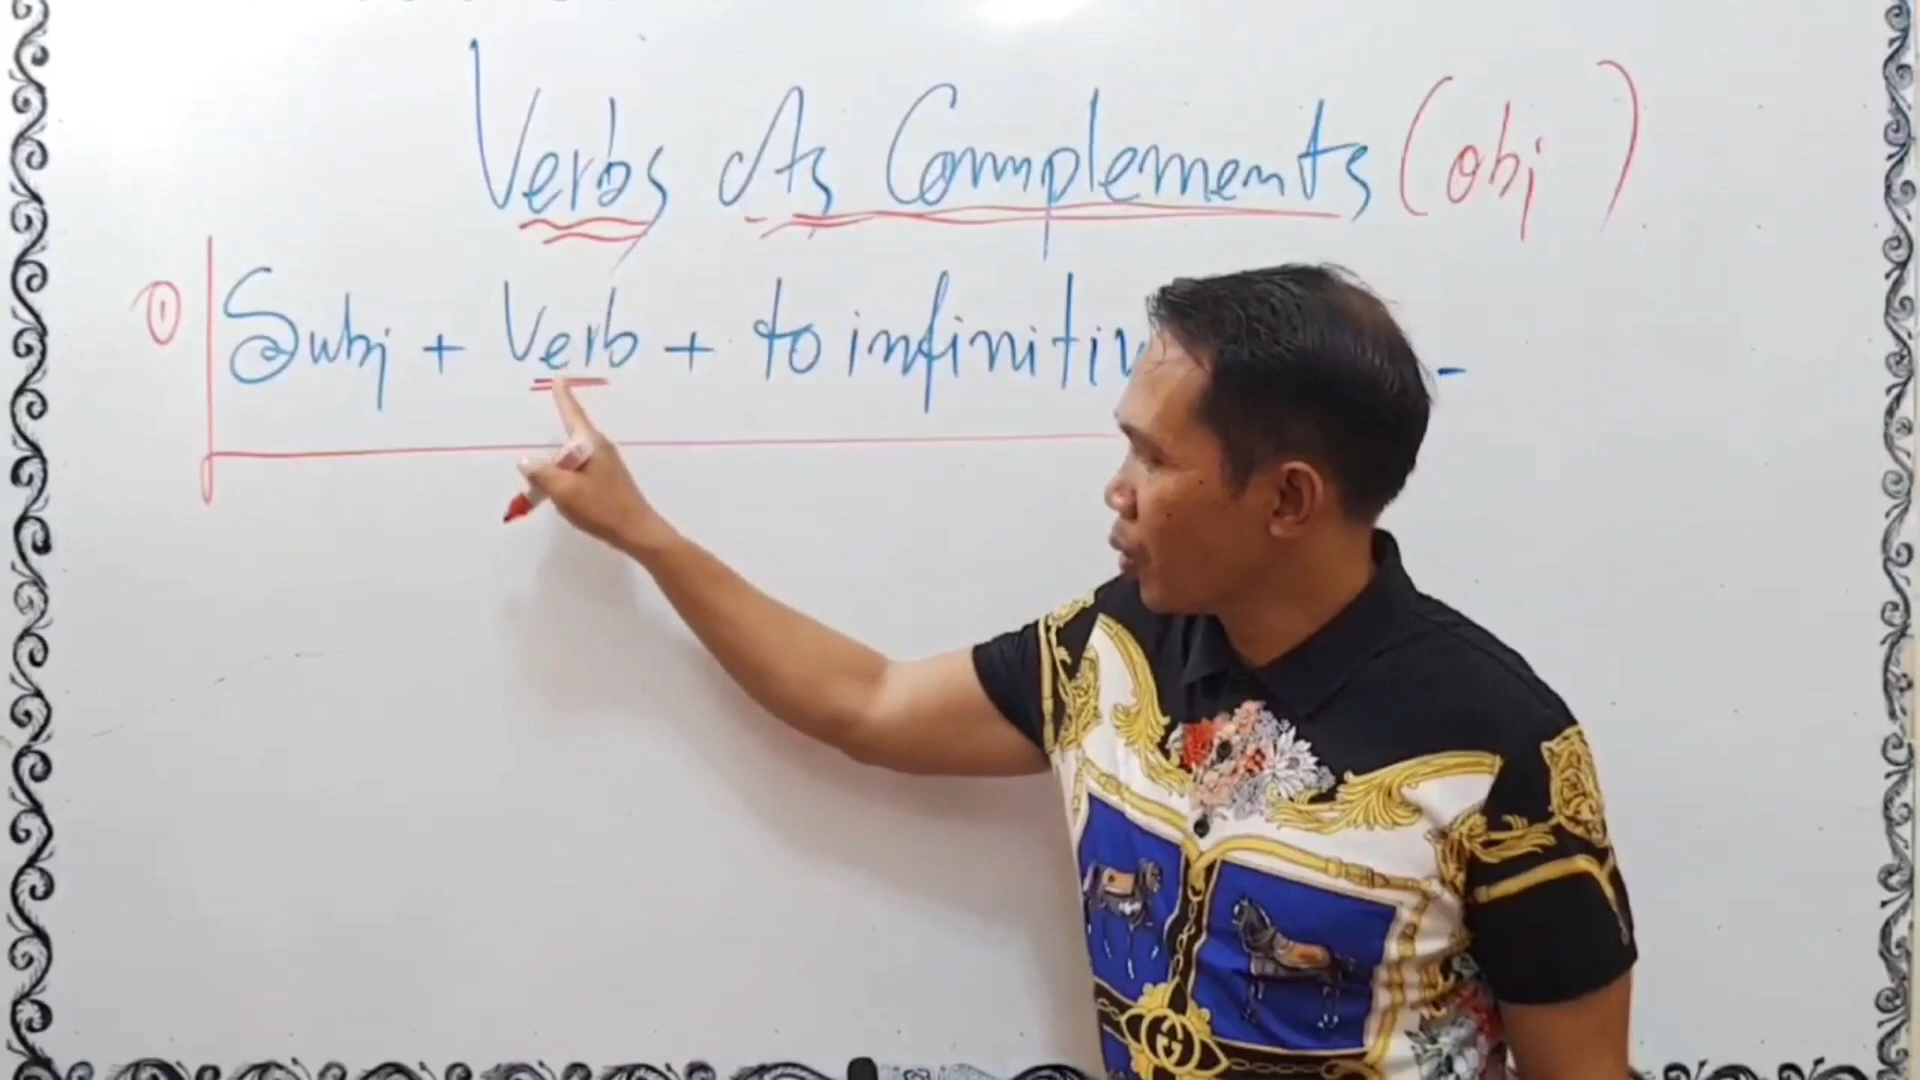 Verbs As Complements (obj)
① Subj + Verb + to infinitiv -